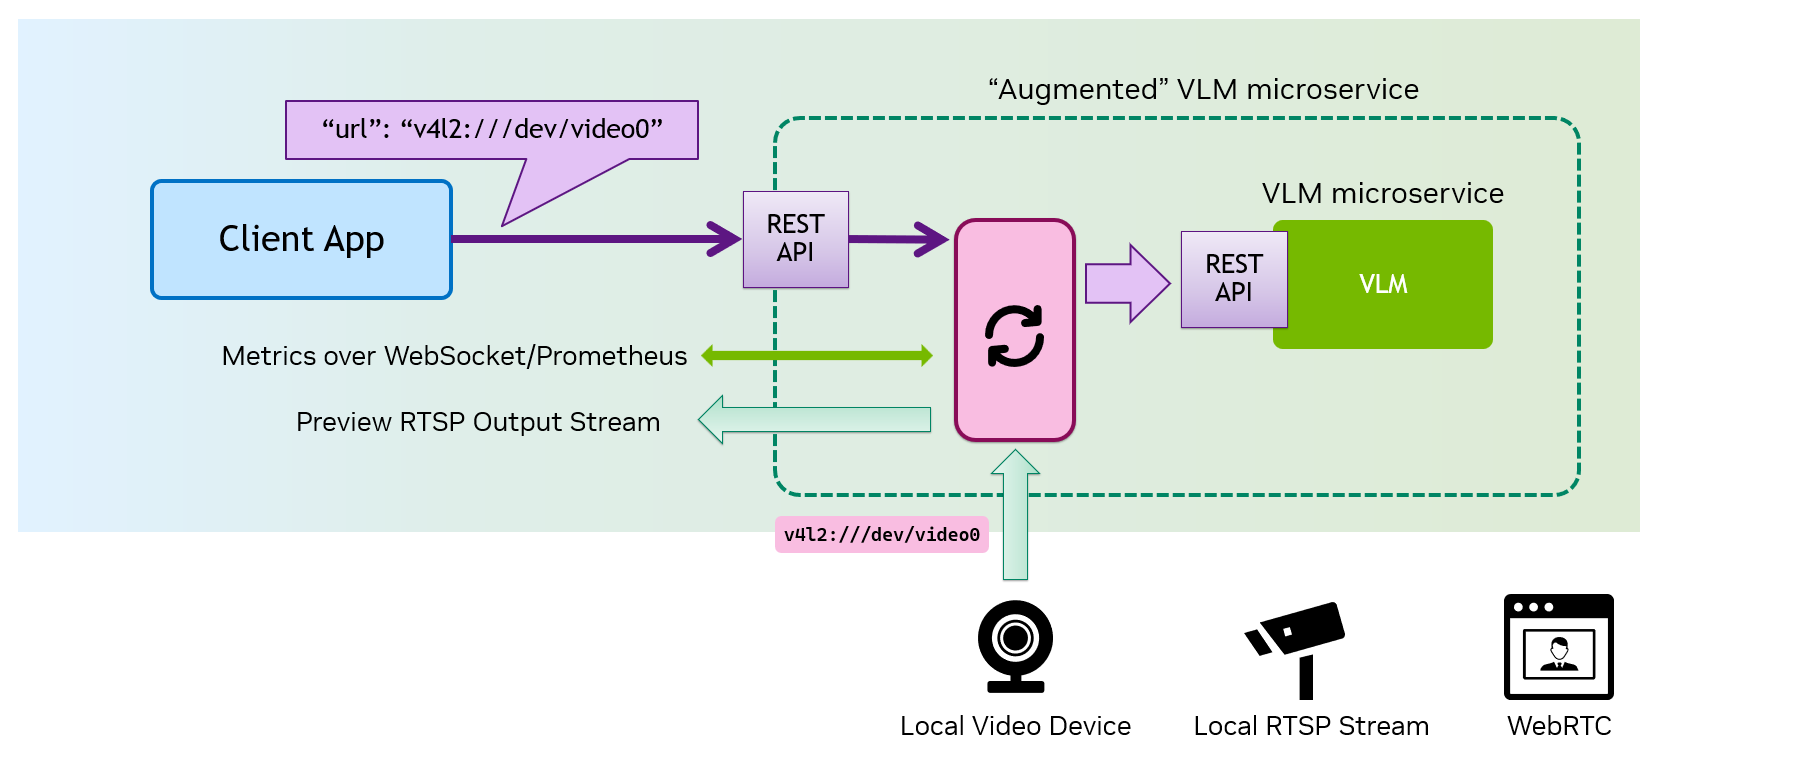 “Augmented” VLM microservice
“url”: “v4l2:///dev/video0”
Client App
REST
API
VLM microservice
REST
API
VLM
Metrics over WebSocket/Prometheus
Preview RTSP Output Stream
v4l2:///dev/video0
Local Video Device
Local RTSP Stream
WebRTC